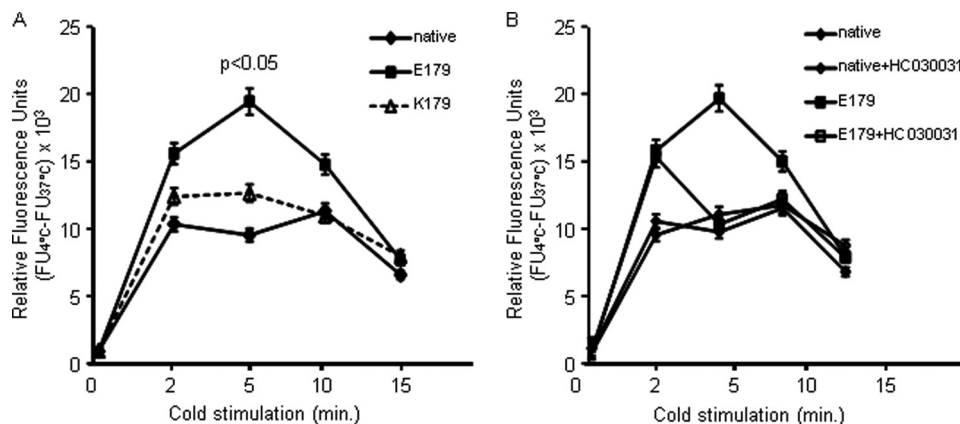 A
25
20
15
10
5
0
Relative Fluorescence Units
(FU4°C-FU37°C) x 10³
p<0.05
native
E179
K179
0 2 5 10 15
Cold stimulation (min.)
B
25
20
15
10
5
0
Relative Fluorescence Units
(FU4°C-FU37°C) x 10³
native
native+HC030031
E179
E179+HC030031
0 2 5 10 15
Cold stimulation (min.)